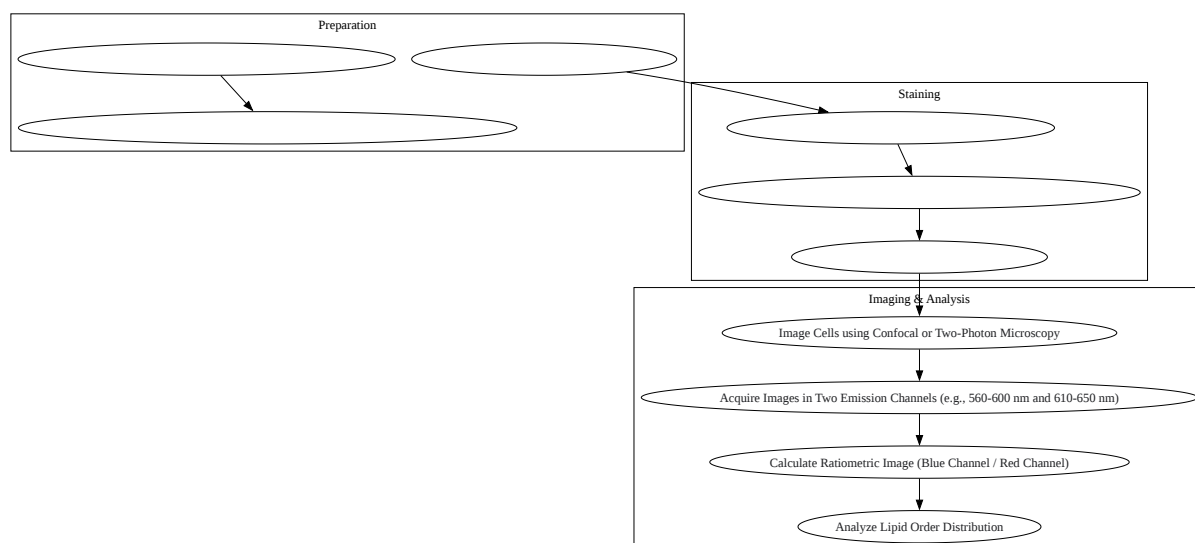 Preparation
Staining
Imaging & Analysis
Image Cells using Confocal or Two-Photon Microscopy
Acquire Images in Two Emission Channels (e.g., 560-600 nm and 610-650 nm)
Calculate Ratiometric Image (Blue Channel / Red Channel)
Analyze Lipid Order Distribution